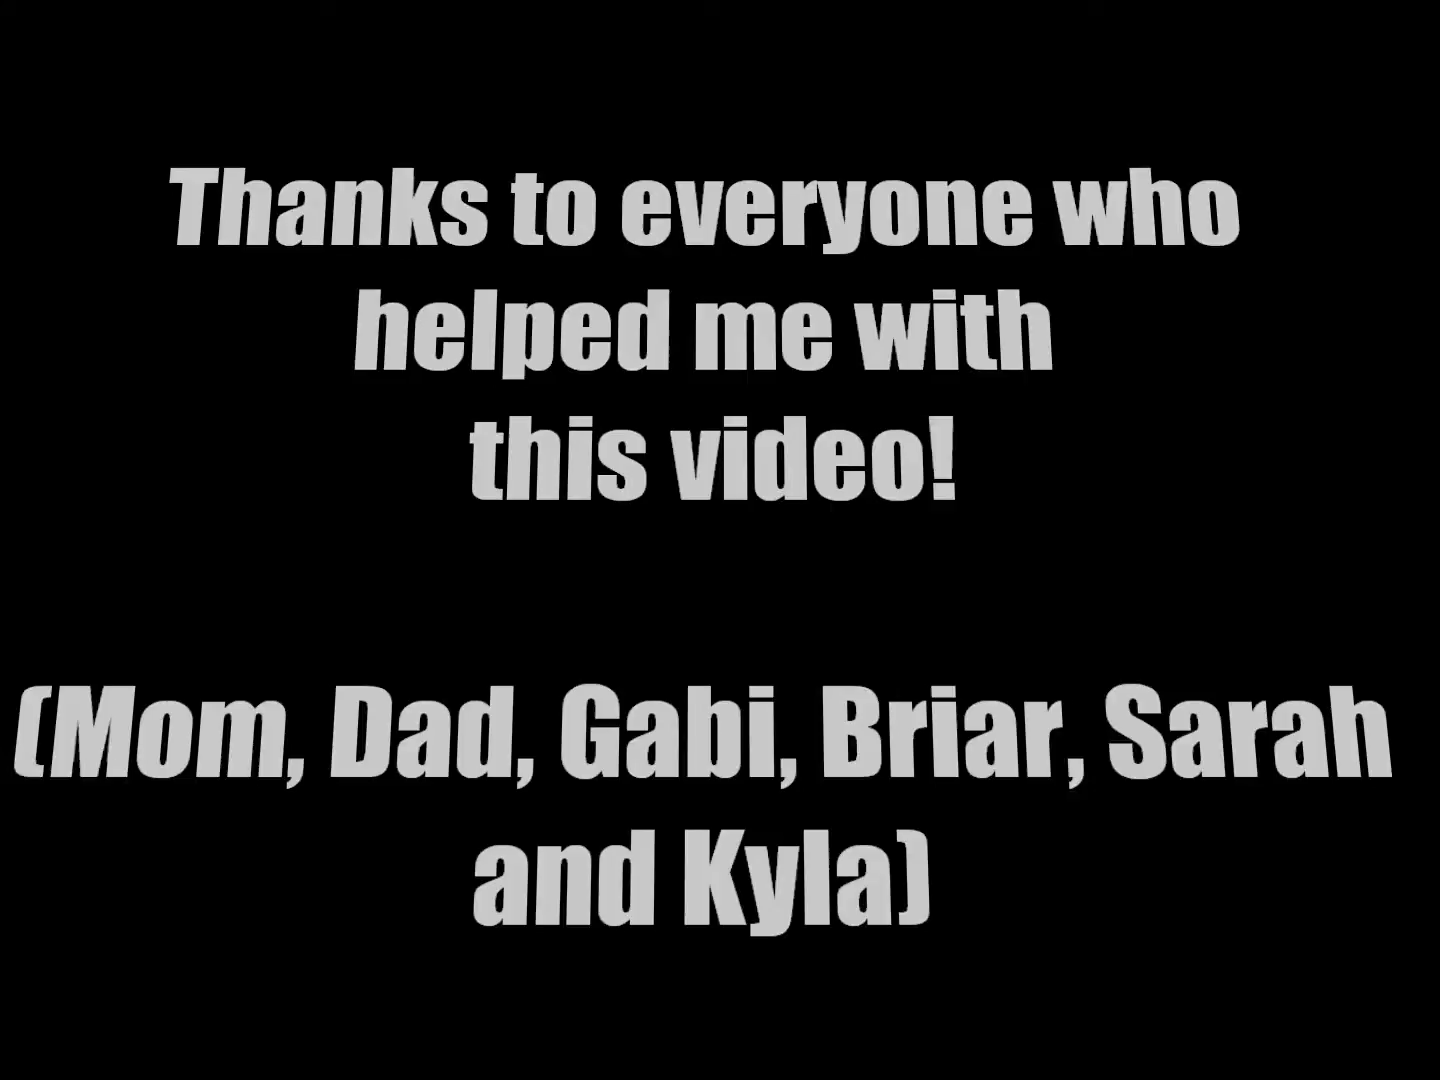 Thanks to everyone who
helped me with
this video!
(Mom, Dad, Gabi, Briar, Sarah
and Kyla)